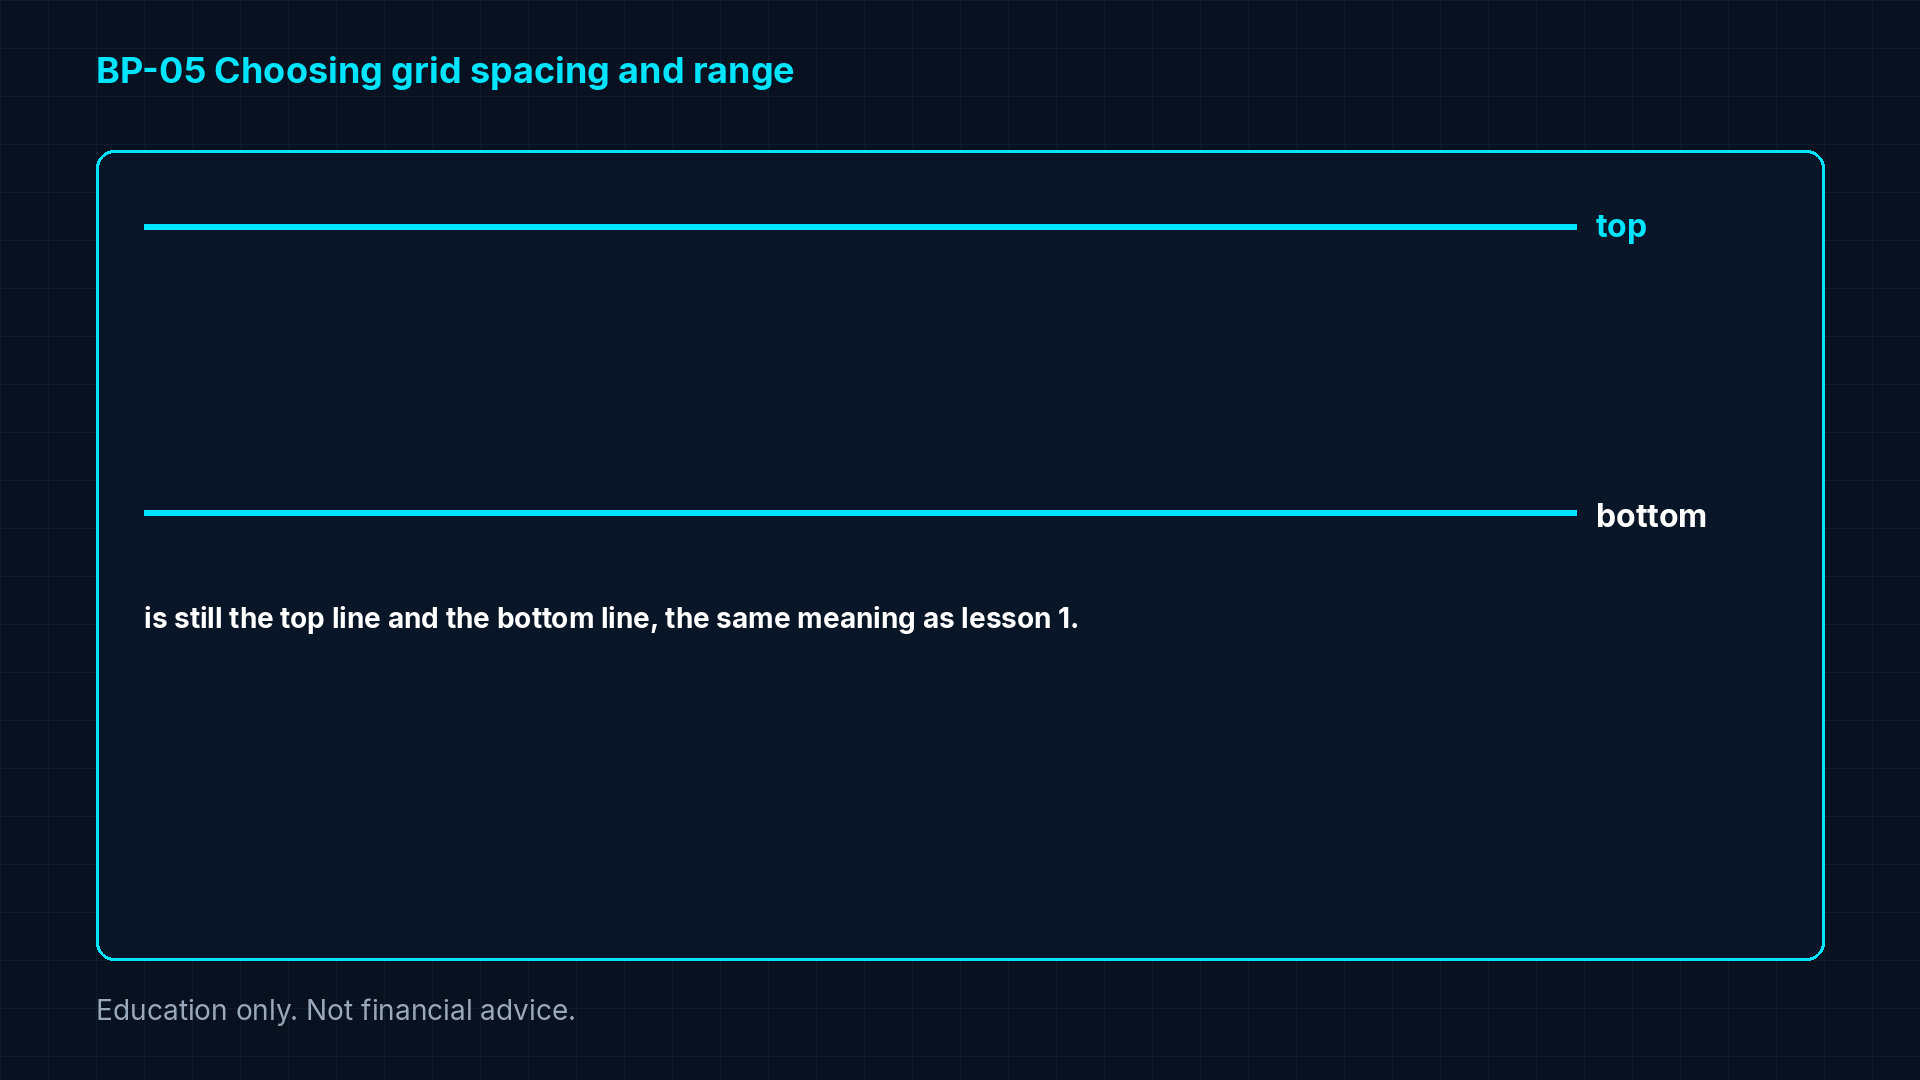 BP-05 Choosing grid spacing and range
top
bottom
is still the top line and the bottom line, the same meaning as lesson 1.
Education only. Not financial advice.